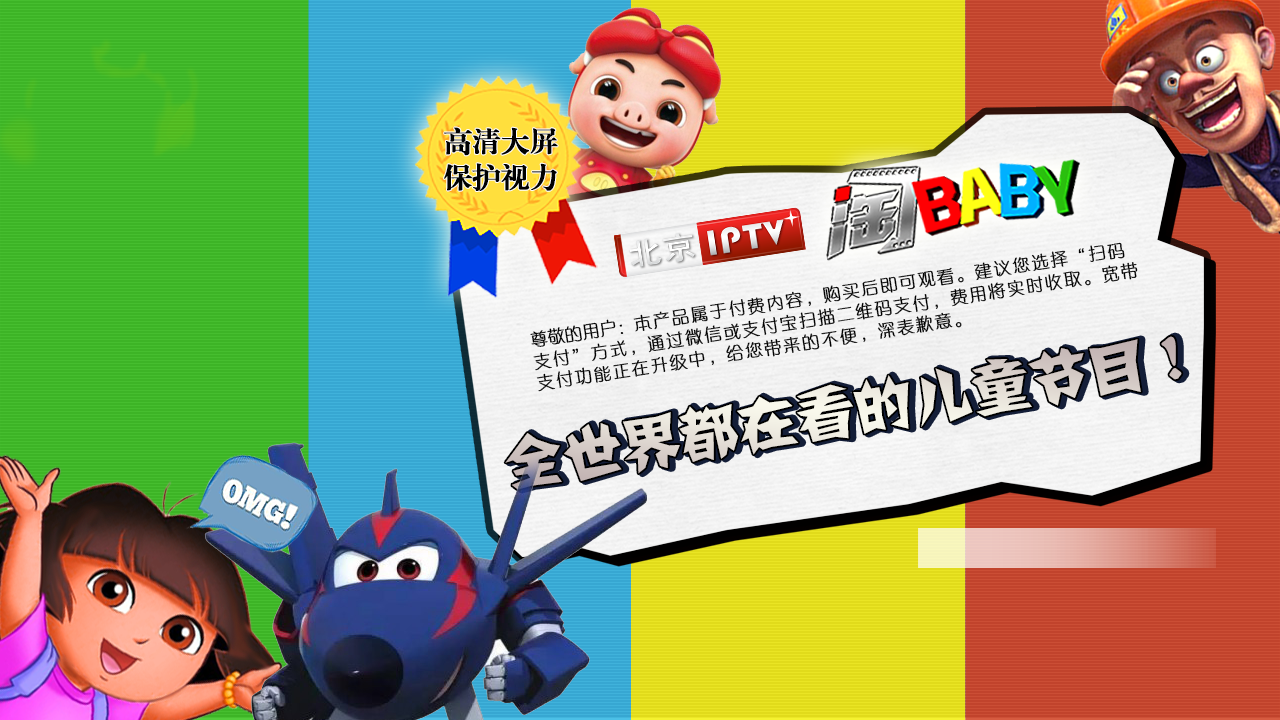 高清大屏
保护视力
北京IPTV
淘BABY
尊敬的用户：本产品属于付费内容，购买后即可观看。建议您选择“扫码
支付”方式，通过微信或支付宝扫描二维码支付，费用将实时收取。宽带
支付功能正在升级中，给您带来的不便，深表歉意。
全世界都在看的儿童节目！
OMG!